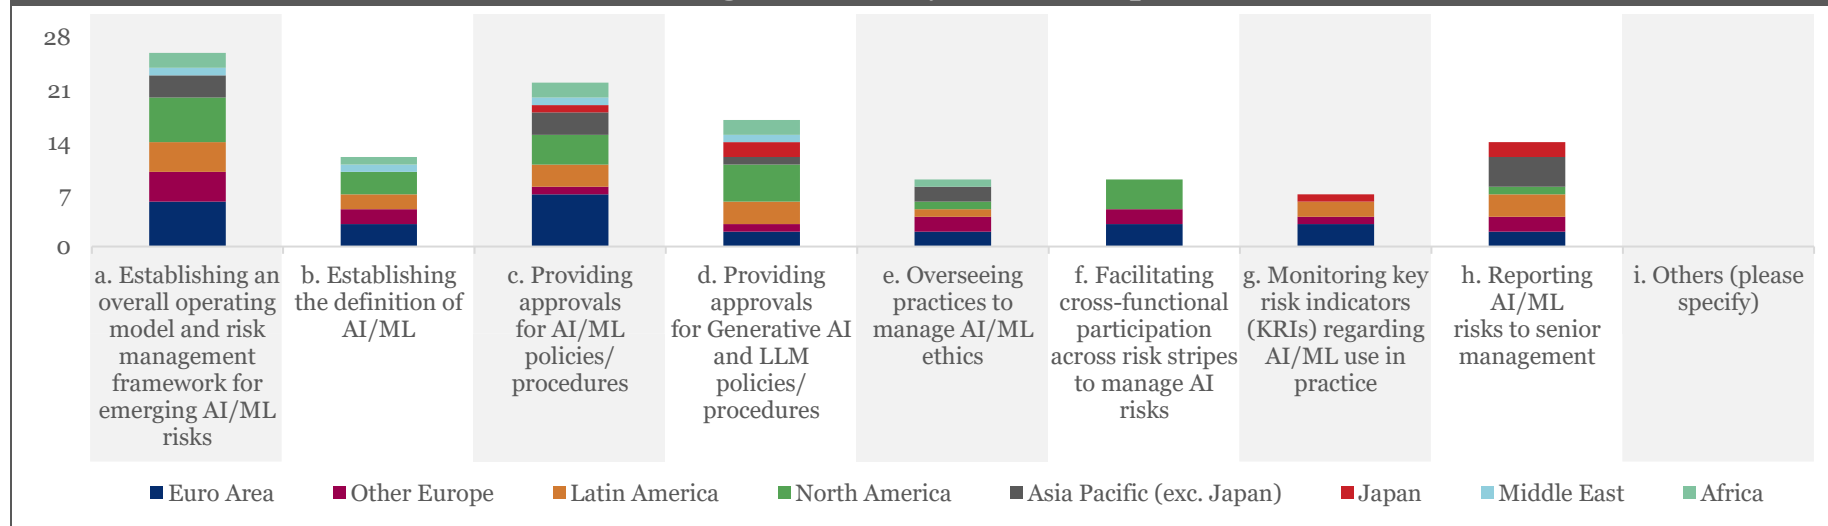 28
21
14
7
0
a. Establishing an
overall operating
model and risk
management
framework for
emerging AI/ML
risks
b. Establishing
the definition of
AI/ML
c. Providing
approvals
for AI/ML
policies/
procedures
d. Providing
approvals
for Generative AI
and LLM
policies/
procedures
e. Overseeing
practices to
manage AI/ML
ethics
f. Facilitating
cross-functional
participation
across risk stripes
to manage AI
risks
g. Monitoring key
risk indicators
(KRIs) regarding
AI/ML use in
practice
h. Reporting
AI/ML
risks to senior
management
i. Others (please
specify)
Euro Area
Other Europe
Latin America
North America
Asia Pacific (exc. Japan)
Japan
Middle East
Africa